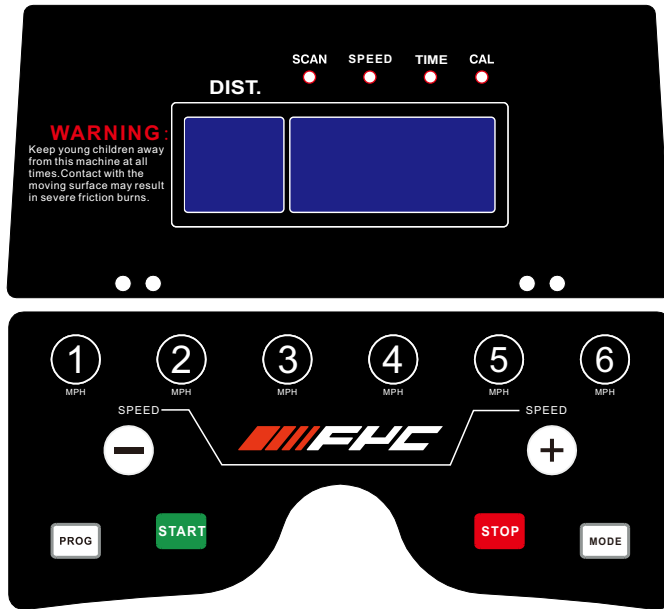 SCAN SPEED TIME CAL
DIST.
WARNING:
Keep young children away
from this machine at all
times.Contact with the
moving surface may result
in severe friction burns.
1 2 3 4 5 6
MPH MPH MPH MPH MPH MPH
SPEED SPEED
FYC
− +
START STOP
PROG MODE